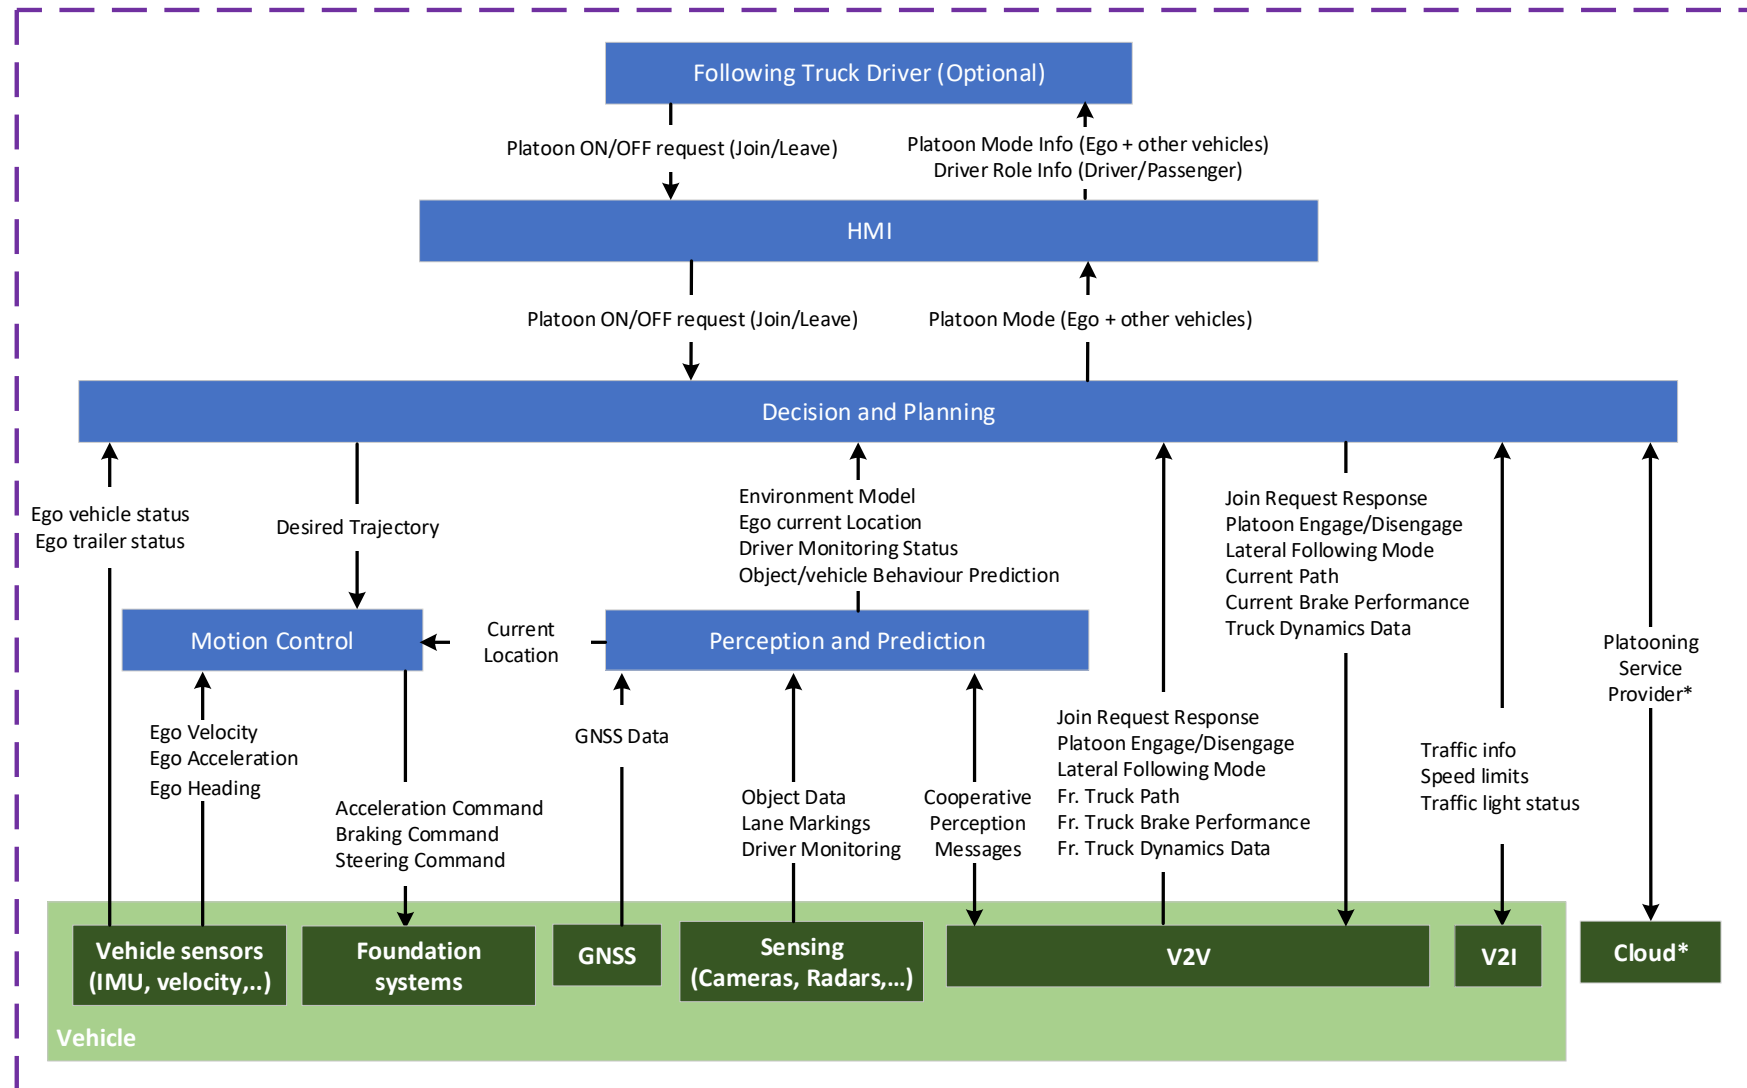 Following Truck Driver (Optional)
Platoon ON/OFF request (Join/Leave)
Platoon Mode Info (Ego + other vehicles)
Driver Role Info (Driver/Passenger)
HMI
Platoon ON/OFF request (Join/Leave)
Platoon Mode (Ego + other vehicles)
Decision and Planning
Ego vehicle status
Ego trailer status
Desired Trajectory
Environment Model
Ego current Location
Driver Monitoring Status
Object/vehicle Behaviour Prediction
Join Request Response
Platoon Engage/Disengage
Lateral Following Mode
Current Path
Current Brake Performance
Truck Dynamics Data
Motion Control
Current
Location
Perception and Prediction
Platooning
Service
Provider*
Ego Velocity
Ego Acceleration
Ego Heading
GNSS Data
Join Request Response
Platoon Engage/Disengage
Lateral Following Mode
Fr. Truck Path
Fr. Truck Brake Performance
Fr. Truck Dynamics Data
Traffic info
Speed limits
Traffic light status
Acceleration Command
Braking Command
Steering Command
Object Data
Lane Markings
Driver Monitoring
Cooperative
Perception
Messages
Vehicle sensors
(IMU, velocity,..)
Foundation
systems
GNSS
Sensing
(Cameras, Radars,...)
V2V
V2I
Cloud*
Vehicle